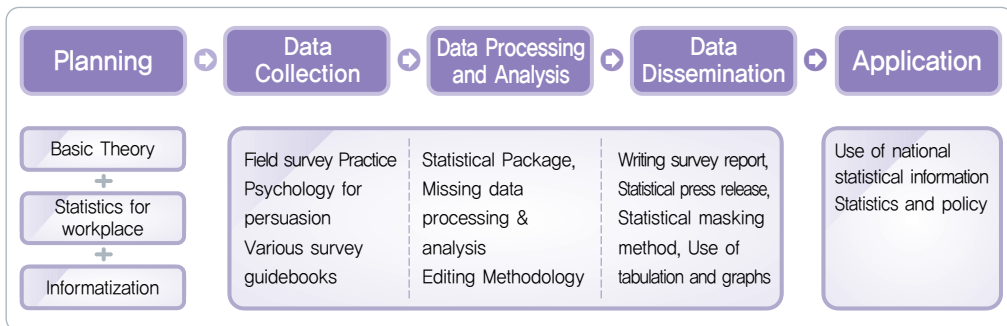 Planning
Data
Collection
Data Processing
and Analysis
Data
Dissemination
Application
Basic Theory
+
Statistics for
workplace
+
Informatization
Field survey Practice
Psychology for
persuasion
Various survey
guidebooks
Statistical Package,
Missing data
processing &
analysis
Editing Methodology
Writing survey report,
Statistical press release,
Statistical masking
method, Use of
tabulation and graphs
Use of national
statistical information
Statistics and policy